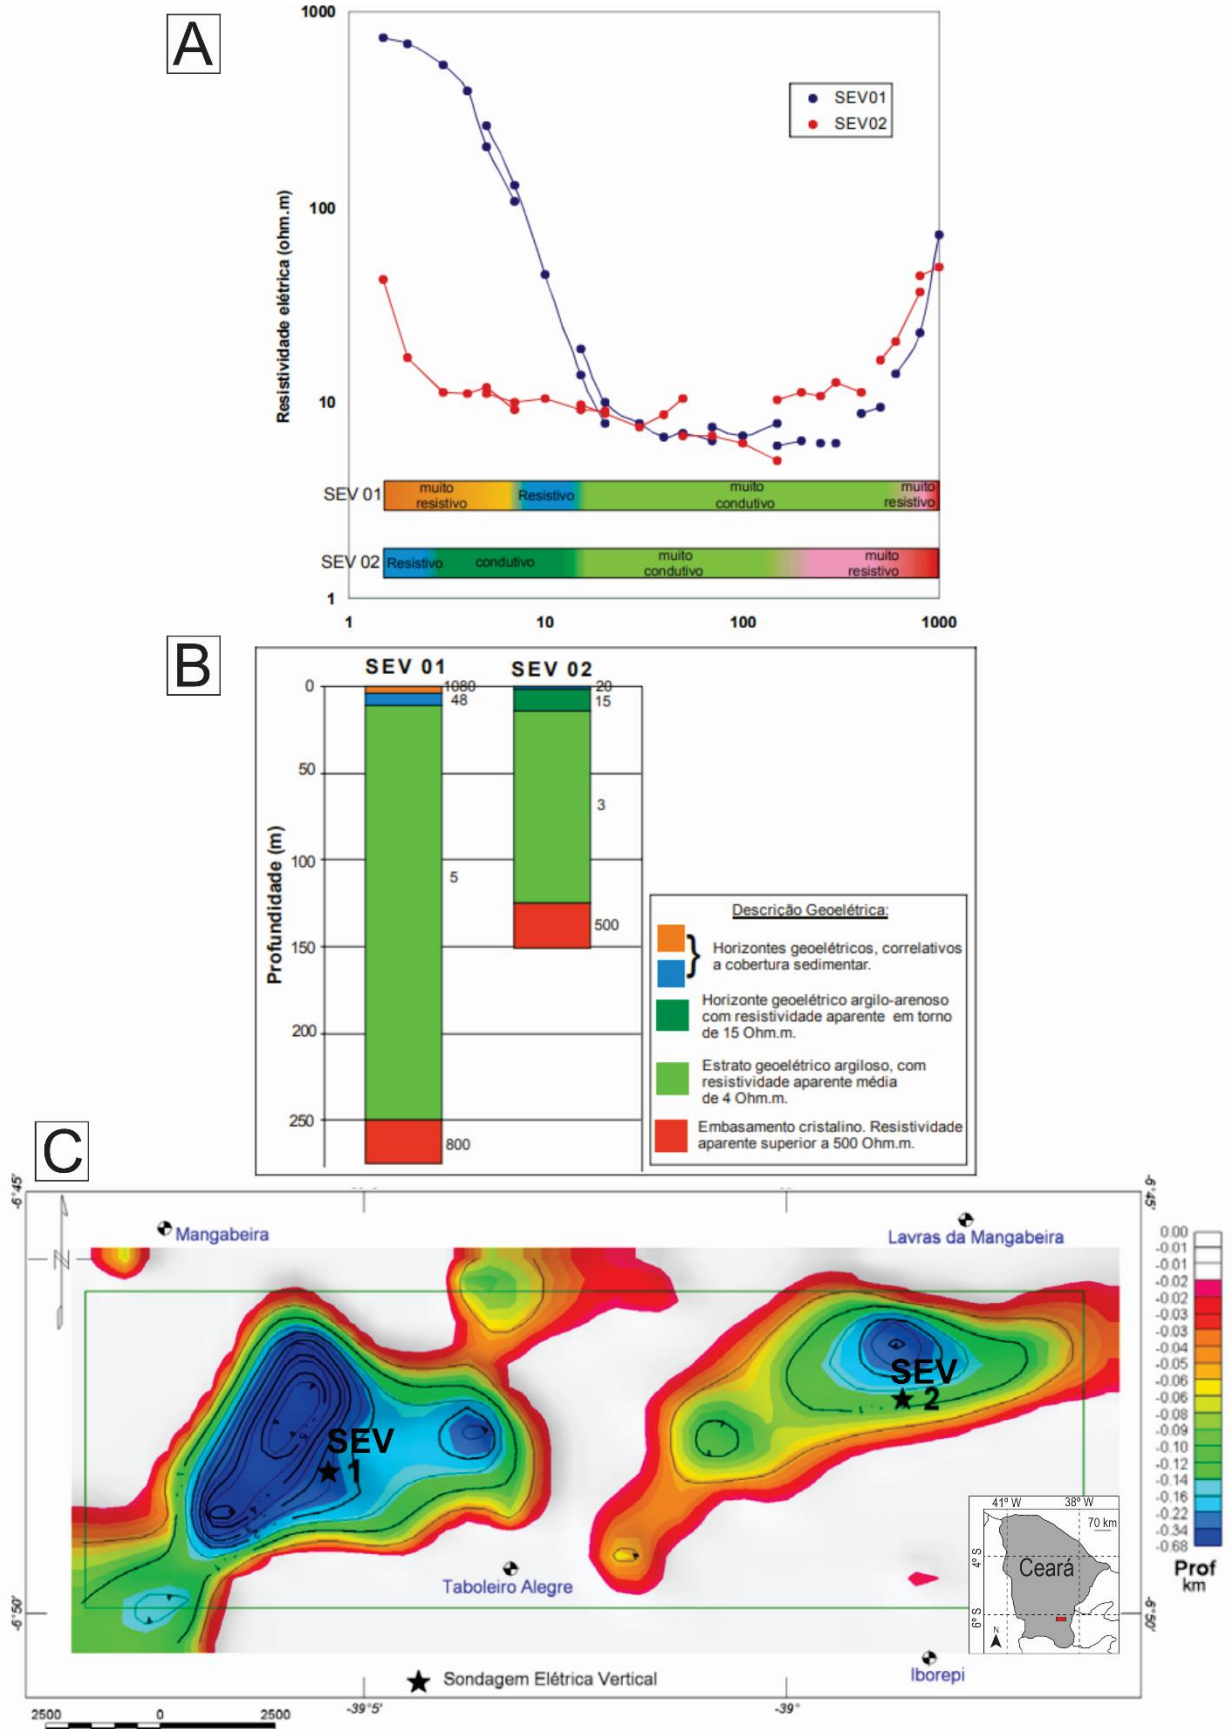 A
1000
100
10
1
Resistividade elétrica (ohm.m)
SEV01
SEV02
SEV 01
muito
resistivo
Resistivo
muito
condutivo
muito
resistivo
SEV 02
Resistivo
condutivo
muito
condutivo
muito
resistivo
1
10
100
1000
B
SEV 01
SEV 02
0
50
100
150
200
250
Profundidade (m)
1080
48
5
800
20
15
3
500
Descrição Geoelétrica:
Horizontes geoelétricos, correlativos
a cobertura sedimentar.
Horizonte geoelétrico argilo-arenoso
com resistividade aparente em torno
de 15 Ohm.m.
Estrato geoelétrico argiloso, com
resistividade aparente média
de 4 Ohm.m.
Embasamento cristalino. Resistividade
aparente superior a 500 Ohm.m.
C
-6°45'
-6°45'
N
Mangabeira
Lavras da Mangabeira
SEV
1
SEV
2
Taboleiro Alegre
Iborepi
-6°50'
-6°50'
Sondagem Elétrica Vertical
-39°5'
-39°
2500
0
2500
0.00
-0.01
-0.01
-0.02
-0.02
-0.03
-0.03
-0.04
-0.05
-0.06
-0.06
-0.08
-0.09
-0.10
-0.12
-0.14
-0.16
-0.22
-0.34
-0.68
Prof
km
41° W
38° W
70 km
4° S
6° S
Ceará
N